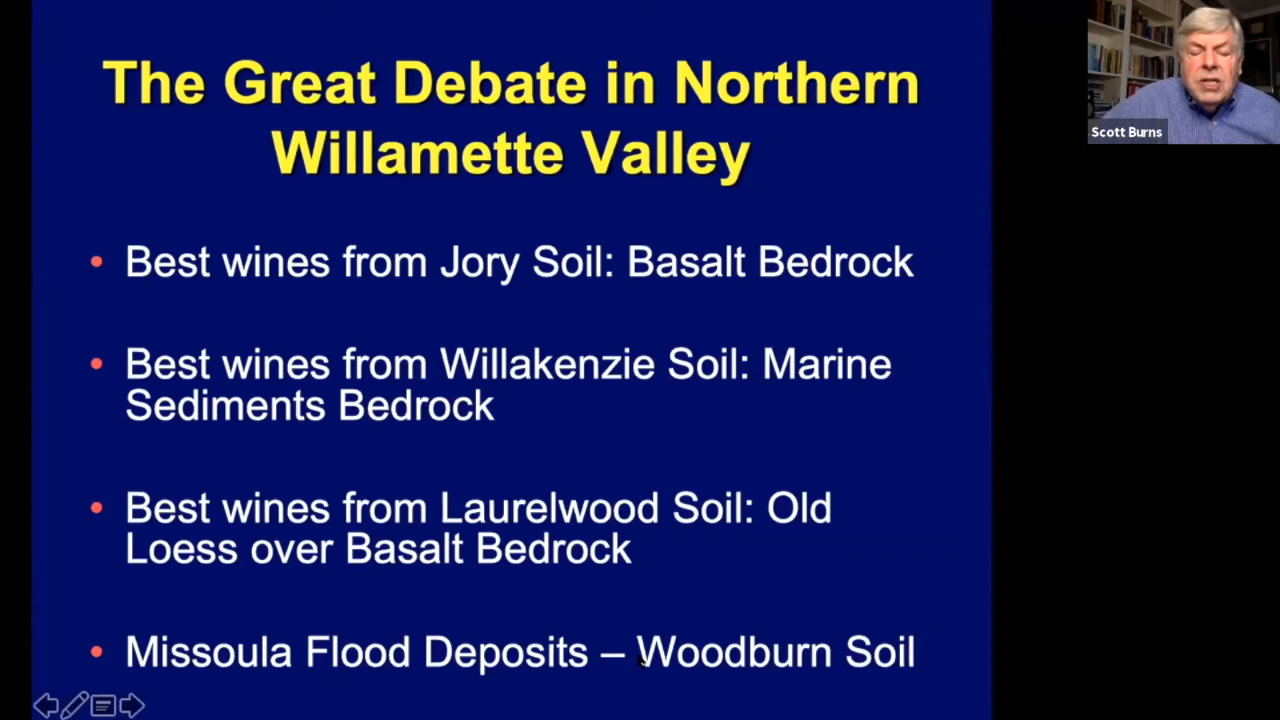 The Great Debate in Northern
Willamette Valley
• Best wines from Jory Soil: Basalt Bedrock
• Best wines from Willakenzie Soil: Marine
Sediments Bedrock
• Best wines from Laurelwood Soil: Old
Loess over Basalt Bedrock
• Missoula Flood Deposits – Woodburn Soil
Scott Burns